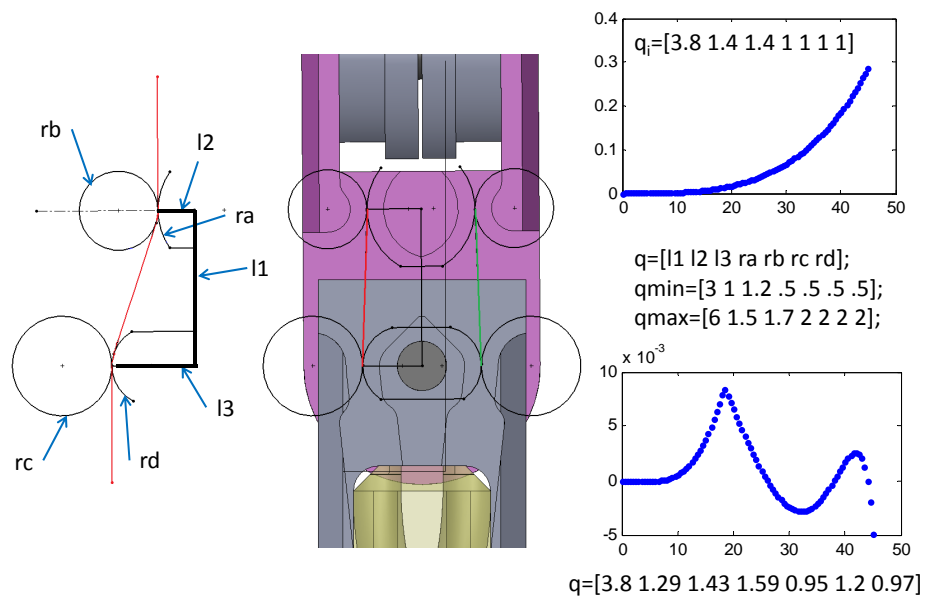 rb
l2
ra
l1
l3
rc
rd
0.4
0.3
0.2
0.1
0
qi=[3.8 1.4 1.4 1 1 1 1]
0 10 20 30 40 50
q=[l1 l2 l3 ra rb rc rd];
qmin=[3 1 1.2 .5 .5 .5 .5];
qmax=[6 1.5 1.7 2 2 2 2];
x 10^-3
10
5
0
-5
0 10 20 30 40 50
q=[3.8 1.29 1.43 1.59 0.95 1.2 0.97]